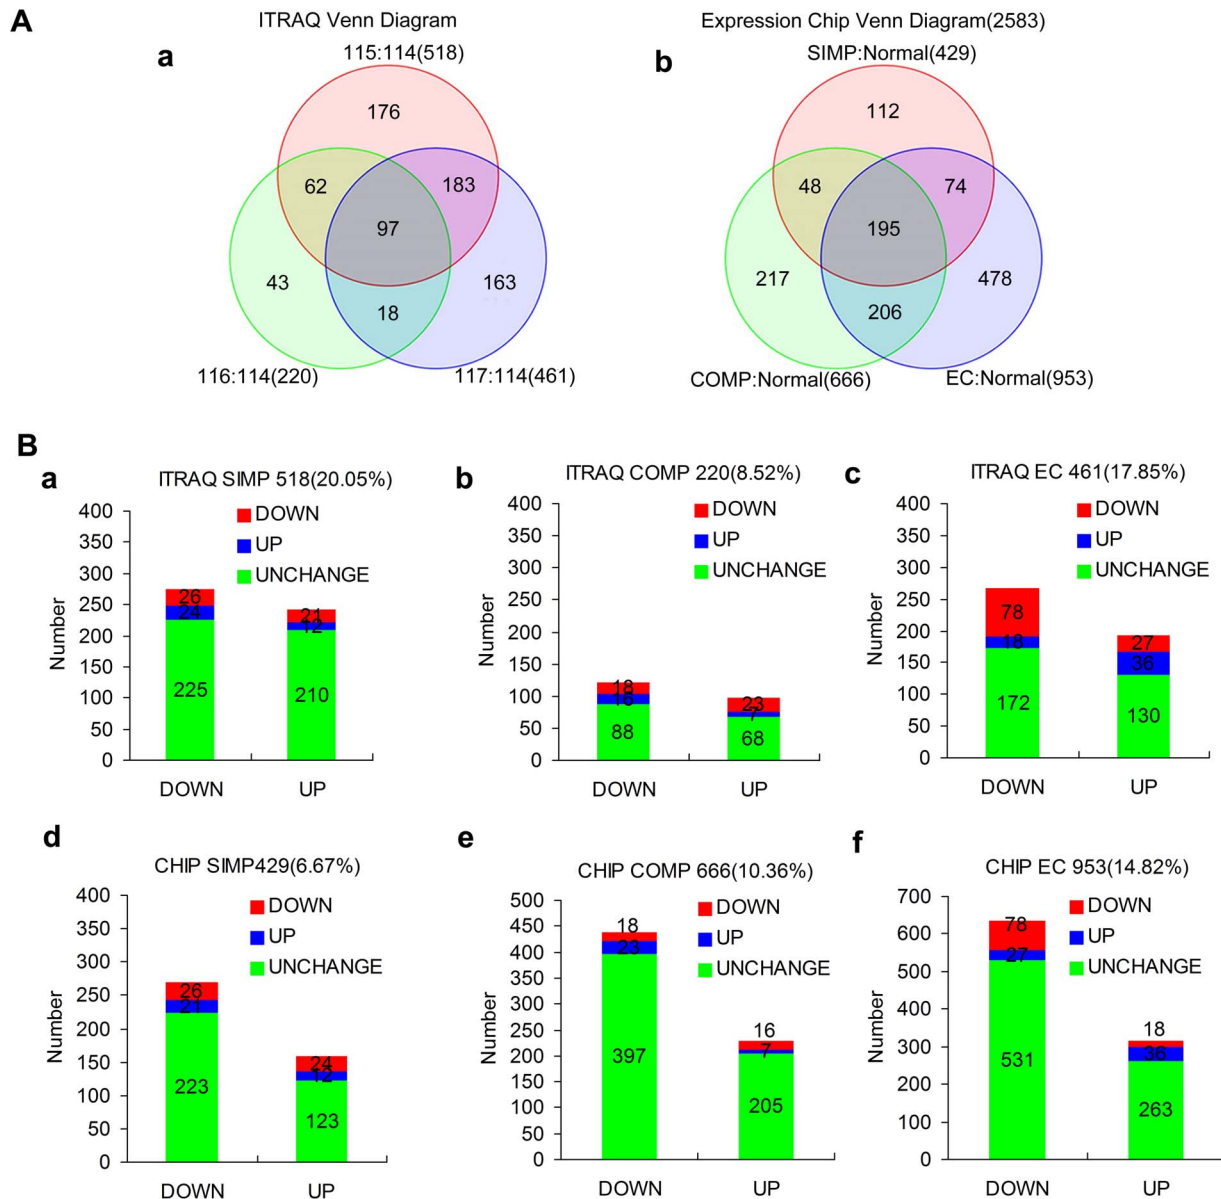 A
ITRAQ Venn Diagram
a
115:114(518)
176
62
183
97
43
163
18
116:114(220)
117:114(461)
Expression Chip Venn Diagram(2583)
b
SIMP:Normal(429)
112
48
74
195
217
478
206
COMP:Normal(666)
EC:Normal(953)
B
a
ITRAQ SIMP 518(20.05%)
400
350
300
250
200
150
100
50
0
Number
DOWN
UP
UNCHANGE
26
24
225
21
12
210
DOWN
UP
b
ITRAQ COMP 220(8.52%)
400
350
300
250
200
150
100
50
0
Number
DOWN
UP
UNCHANGE
18
16
88
23
7
68
DOWN
UP
c
ITRAQ EC 461(17.85%)
400
350
300
250
200
150
100
50
0
Number
DOWN
UP
UNCHANGE
78
18
172
27
36
130
DOWN
UP
d
CHIP SIMP429(6.67%)
400
350
300
250
200
150
100
50
0
Number
DOWN
UP
UNCHANGE
26
21
223
24
12
123
DOWN
UP
e
CHIP COMP 666(10.36%)
500
450
400
350
300
250
200
150
100
50
0
Number
DOWN
UP
UNCHANGE
18
23
397
16
7
205
DOWN
UP
f
CHIP EC 953(14.82%)
700
600
500
400
300
200
100
0
Number
DOWN
UP
UNCHANGE
78
27
531
18
36
263
DOWN
UP